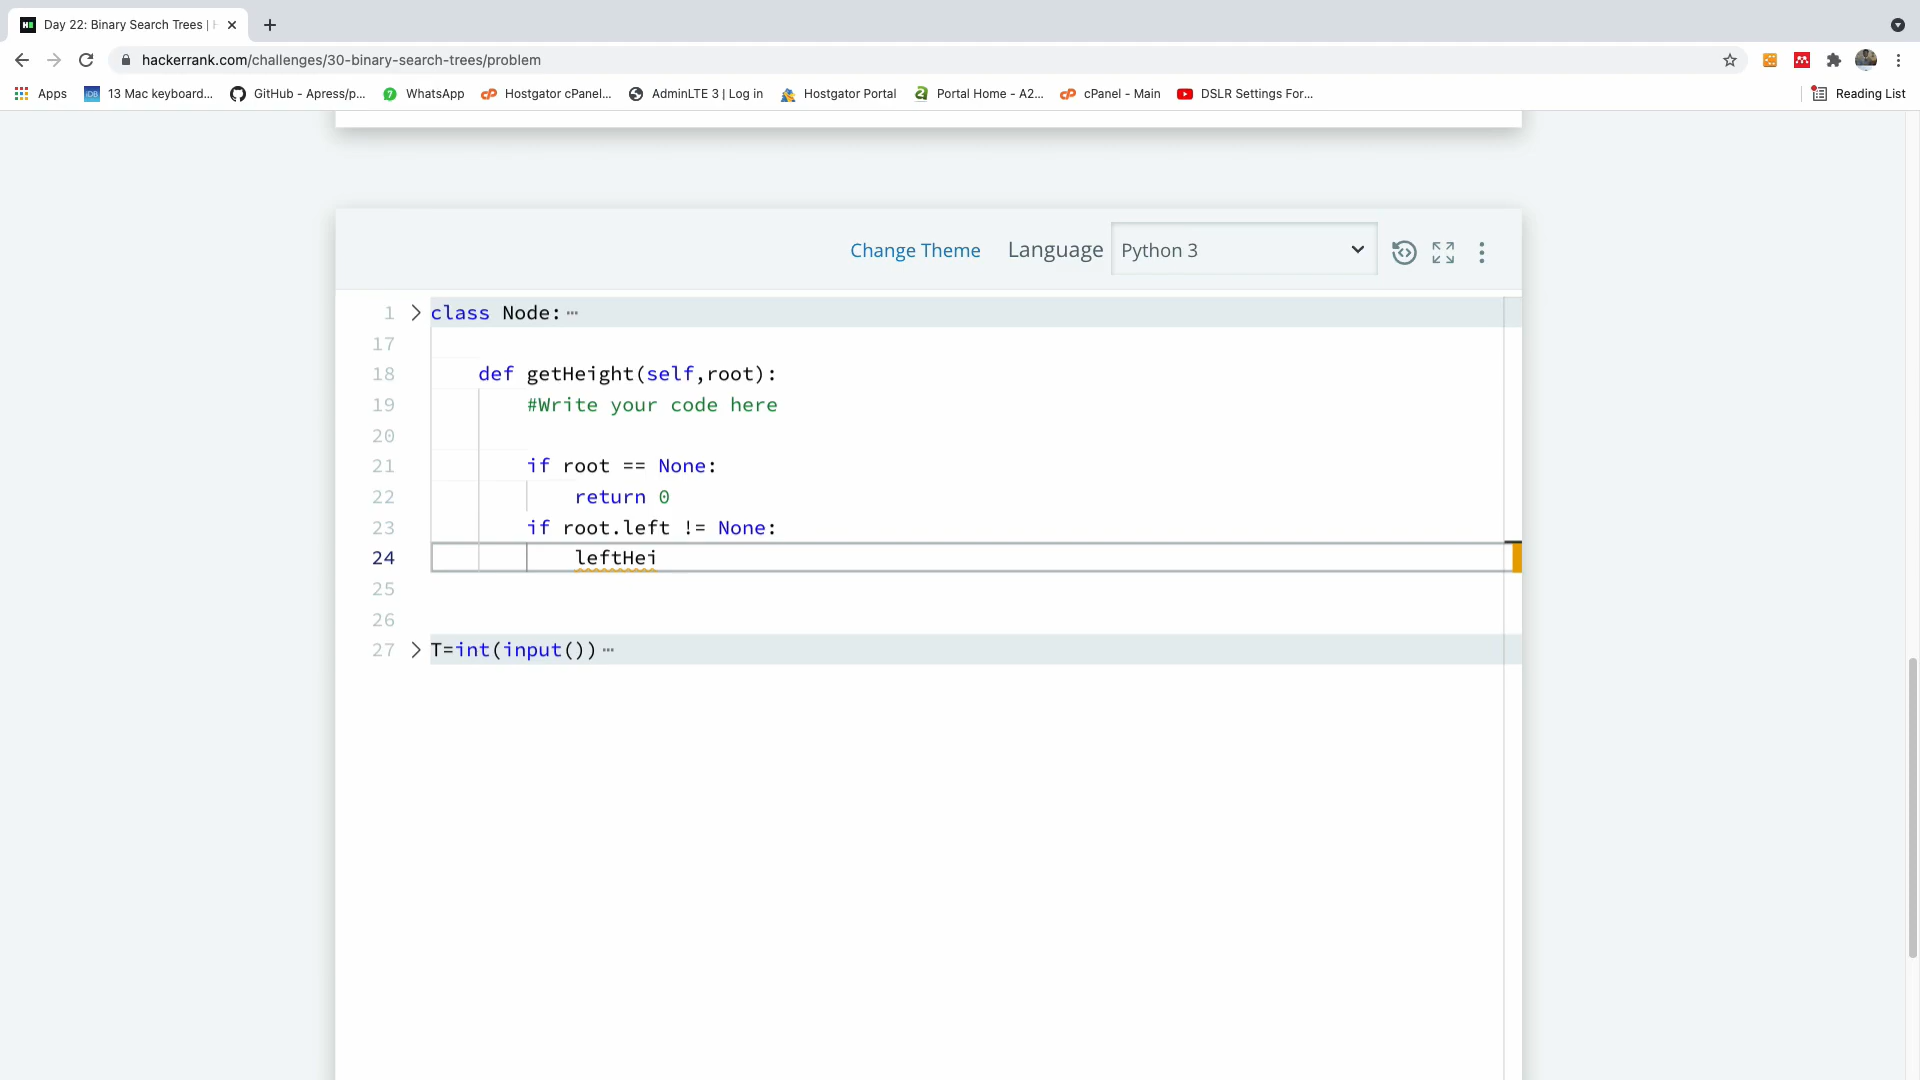 Day 22: Binary Search Trees |
hackerrank.com/challenges/30-binary-search-trees/problem
Apps 13 Mac keyboard... GitHub - Apress/p... WhatsApp Hostgator cPanel... AdminLTE 3 | Log in Hostgator Portal Portal Home - A2... cPanel - Main DSLR Settings For... Reading List
Change Theme Language Python 3
1 class Node:
17
18 def getHeight(self,root):
19 #Write your code here
20
21 if root == None:
22 return 0
23 if root.left != None:
24 leftHei
25
26
27 T=int(input())